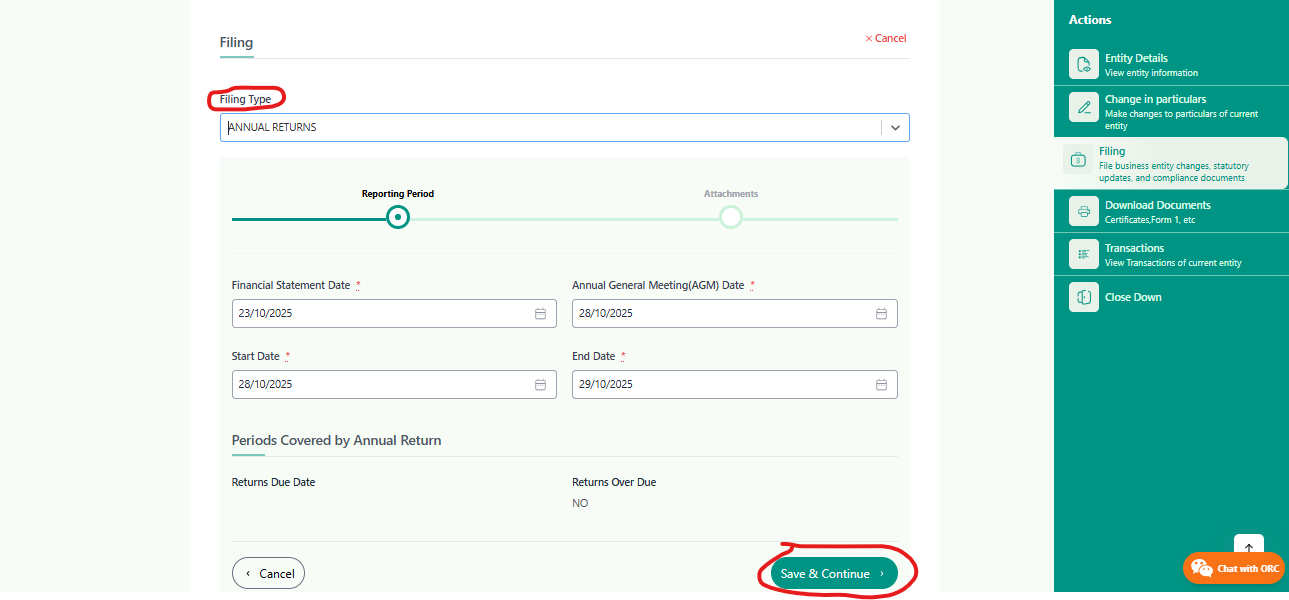 Filing
× Cancel
Filing Type
ANNUAL RETURNS
Reporting Period
Attachments
Financial Statement Date *
Annual General Meeting(AGM) Date *
23/10/2025
28/10/2025
Start Date *
End Date *
28/10/2025
29/10/2025
Periods Covered by Annual Return
Returns Due Date
Returns Over Due
NO
‹ Cancel
Save & Continue ›
Actions
Entity Details
View entity information
Change in particulars
Make changes to particulars of current
entity
Filing
File business entity changes, statutory
updates, and compliance documents
Download Documents
Certificates,Form 1, etc
Transactions
View Transactions of current entity
Close Down
Chat with ORC